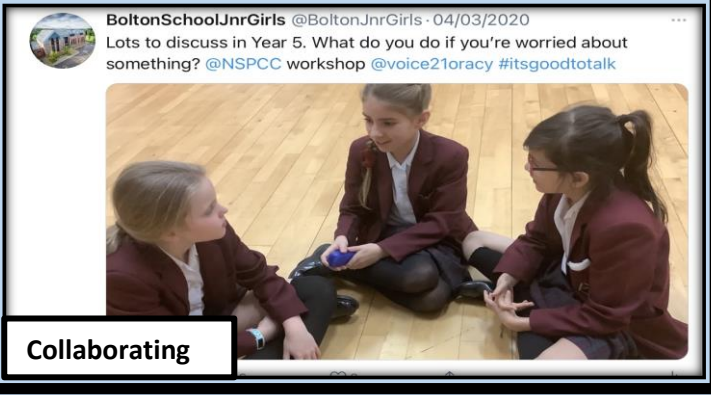 BoltonSchoolJnrGirls @BoltonJnrGirls · 04/03/2020
Lots to discuss in Year 5. What do you do if you're worried about
something? @NSPCC workshop @voice21oracy #itsgoodtotalk
Collaborating